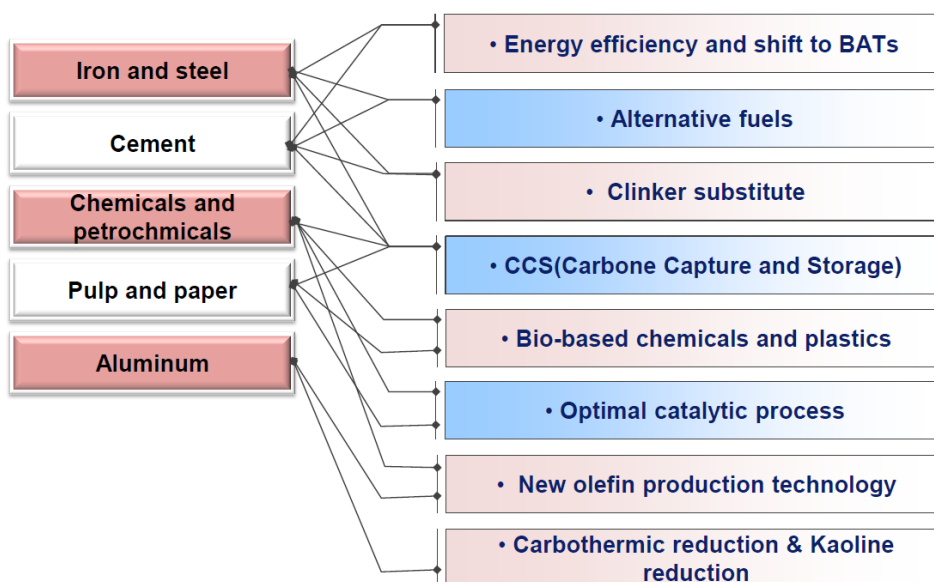 Iron and steel
Cement
Chemicals and
petrochmicals
Pulp and paper
Aluminum
• Energy efficiency and shift to BATs
• Alternative fuels
• Clinker substitute
• CCS(Carbone Capture and Storage)
• Bio-based chemicals and plastics
• Optimal catalytic process
• New olefin production technology
• Carbothermic reduction & Kaoline
reduction